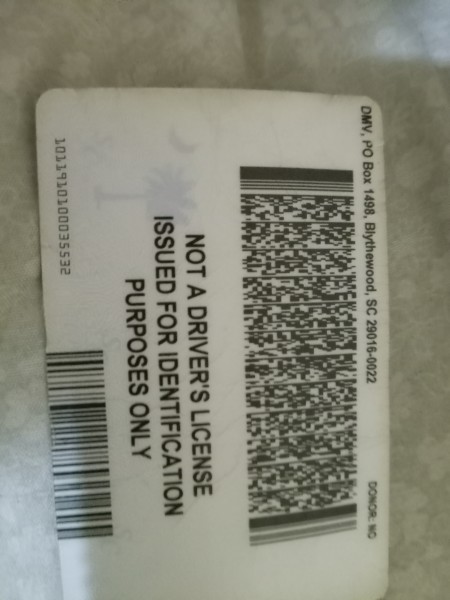 DMV, PO Box 1498, Blythewood, SC 29016-0022
DONOR: NO
NOT A DRIVER'S LICENSE
ISSUED FOR IDENTIFICATION
PURPOSES ONLY
1011910100035532